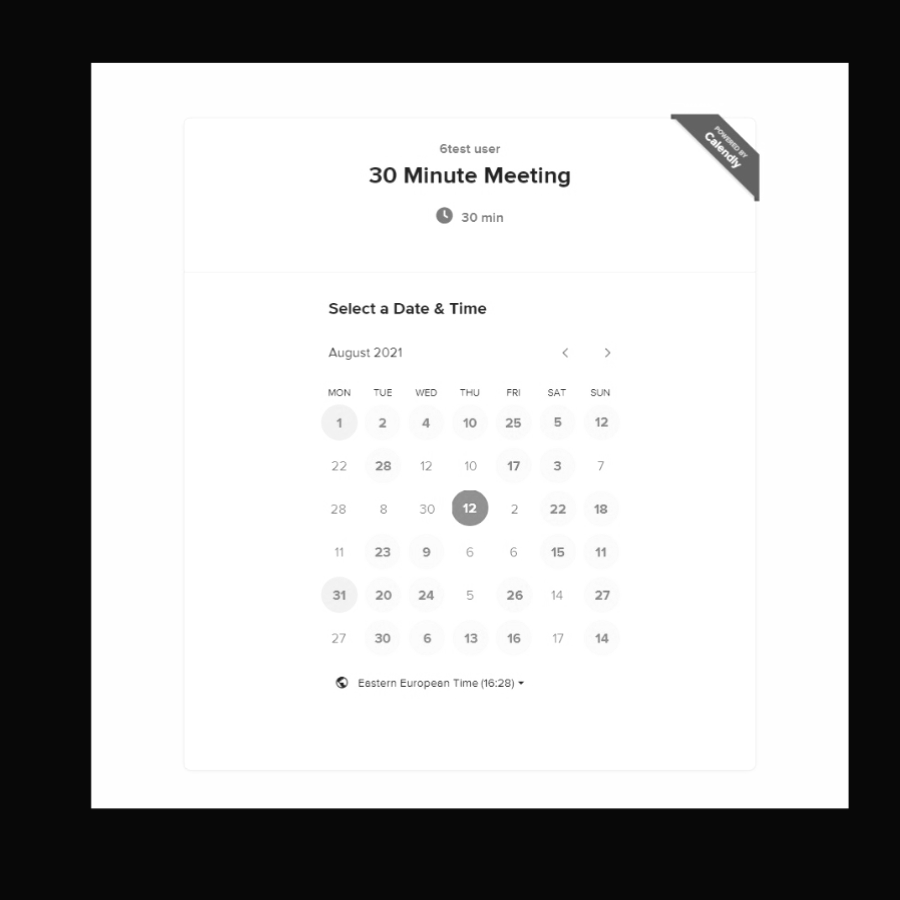 POWERED BY
Calendly
6test user
30 Minute Meeting
30 min
Select a Date & Time
August 2021
MON TUE WED THU FRI SAT SUN
1 2 4 10 25 5 12
22 28 12 10 17 3 7
28 8 30 12 2 22 18
11 23 9 6 6 15 11
31 20 24 5 26 14 27
27 30 6 13 16 17 14
Eastern European Time (16:28)